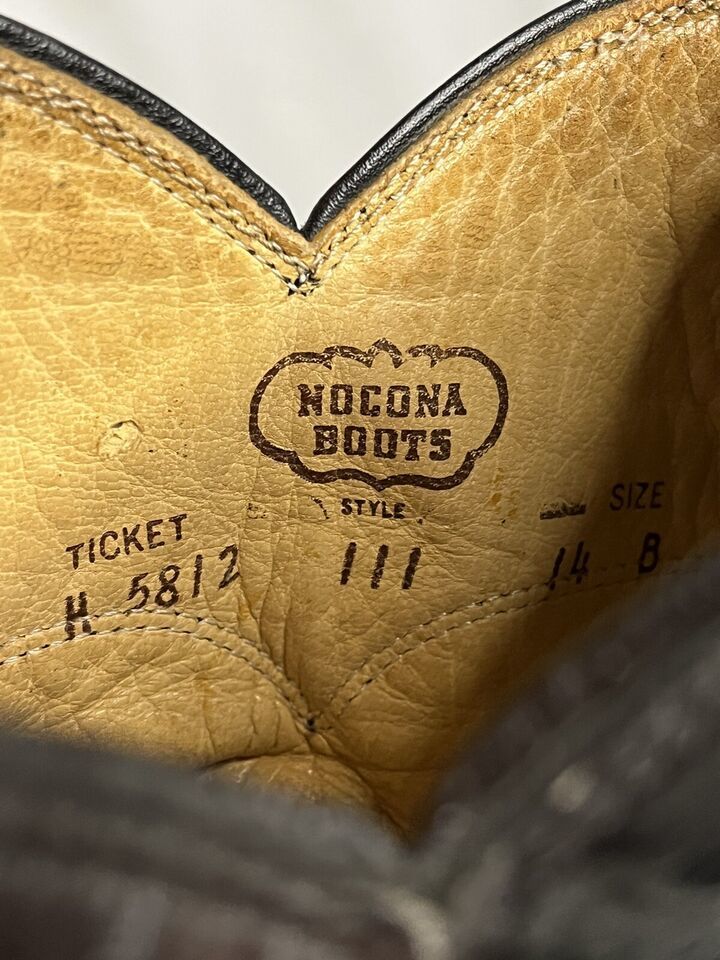 NOCONA
BOOTS
STYLE
SIZE
TICKET
H 5812
111
14 B